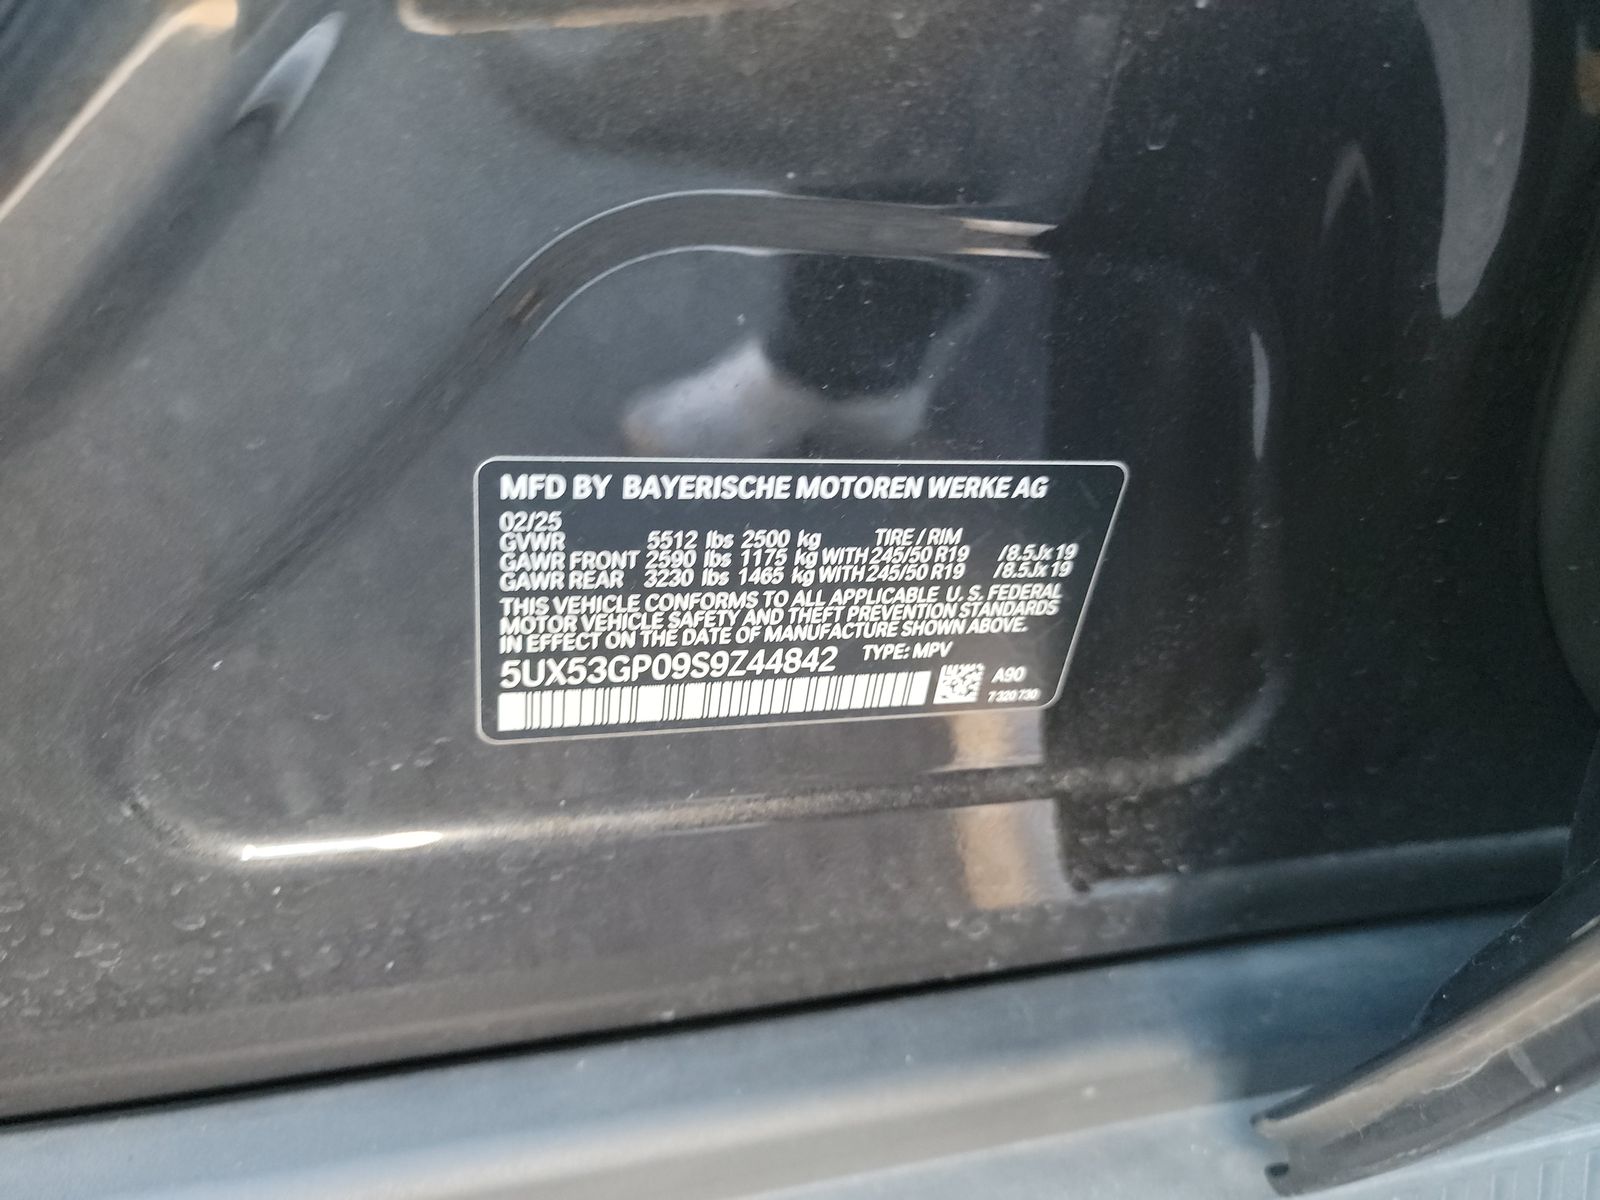 MFD BY BAYERISCHE MOTOREN WERKE AG
02/25
GVWR 5512 lbs 2500 kg TIRE / RIM
GAWR FRONT 2590 lbs 1175 kg WITH 245/50 R19 / 8.5Jx19
GAWR REAR 3230 lbs 1465 kg WITH 245/50 R19 / 8.5Jx19
THIS VEHICLE CONFORMS TO ALL APPLICABLE U. S. FEDERAL
MOTOR VEHICLE SAFETY AND THEFT PREVENTION STANDARDS
IN EFFECT ON THE DATE OF MANUFACTURE SHOWN ABOVE.
5UX53GP09S9Z44842 TYPE: MPV
A90
7 320 730